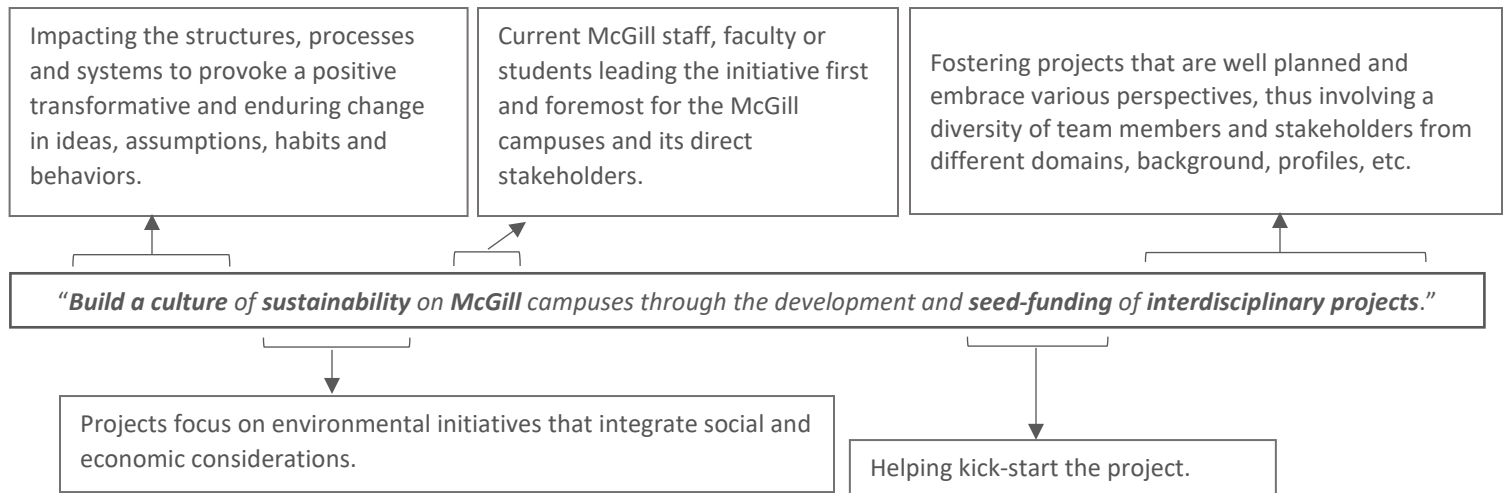 Impacting the structures, processes
and systems to provoke a positive
transformative and enduring change
in ideas, assumptions, habits and
behaviors.
Current McGill staff, faculty or
students leading the initiative first
and foremost for the McGill
campuses and its direct
stakeholders.
Fostering projects that are well planned and
embrace various perspectives, thus involving a
diversity of team members and stakeholders from
different domains, background, profiles, etc.
“Build a culture of sustainability on McGill campuses through the development and seed-funding of interdisciplinary projects.”
Projects focus on environmental initiatives that integrate social and
economic considerations.
Helping kick-start the project.